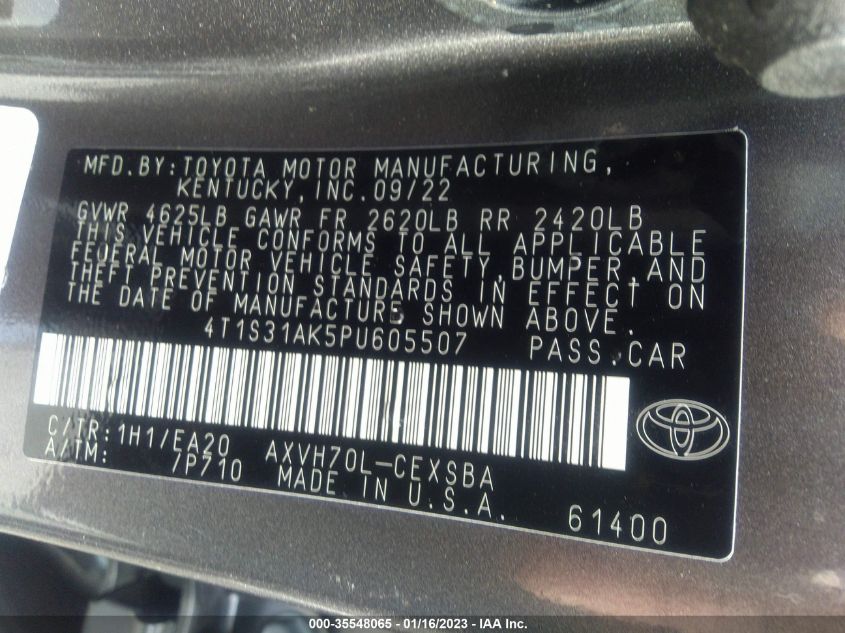 MFD.BY:TOYOTA MOTOR MANUFACTURING,
KENTUCKY,INC.09/22
GVWR 4625LB GAWR FR 2620LB RR 2420LB
THIS VEHICLE CONFORMS TO ALL APPLICABLE
FEDERAL MOTOR VEHICLE SAFETY,BUMPER,AND
THEFT PREVENTION STANDARDS IN EFFECT ON
THE DATE OF MANUFACTURE SHOWN ABOVE.
4T1S31AK5PU605507 PASS.CAR
C/TR:1H1/EA20 AXVH70L-CEXSBA
A/TM: /P710 MADE IN U.S.A.
61400
000-35548065 - 01/16/2023 - IAA Inc.